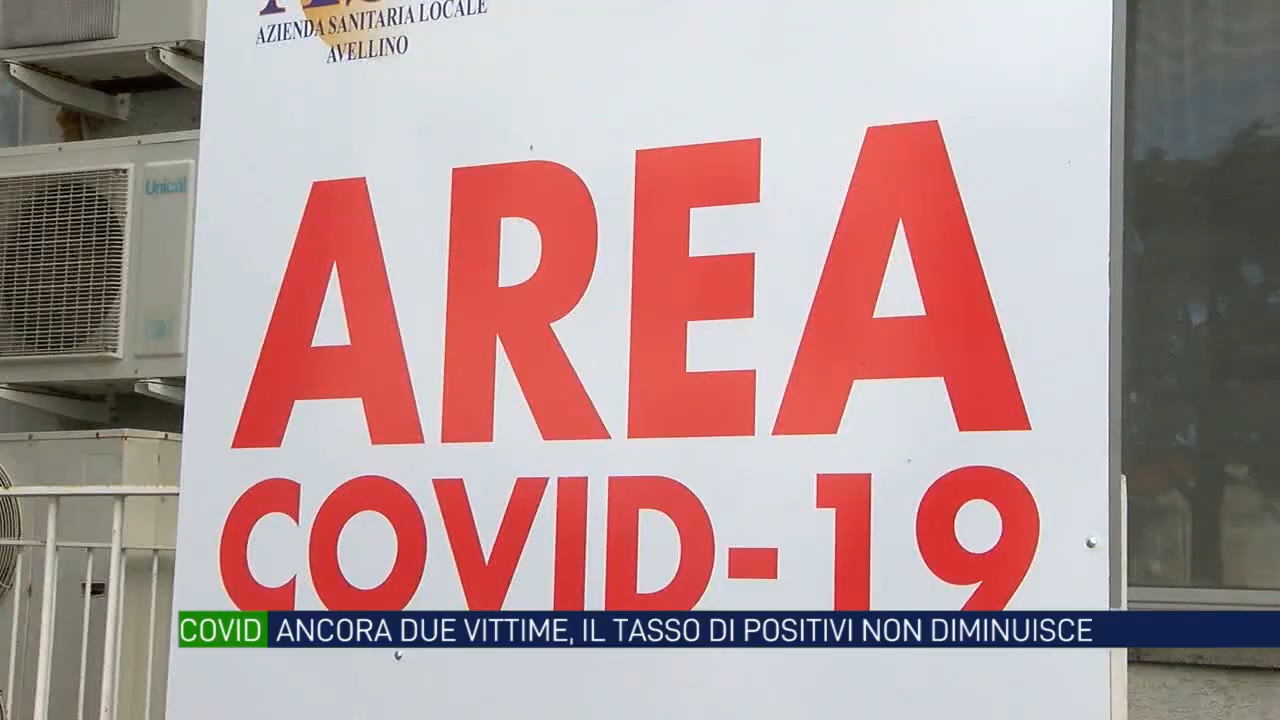 AZIENDA SANITARIA LOCALE
AVELLINO
Unical
AREA
COVID-19
COVID ANCORA DUE VITTIME, IL TASSO DI POSITIVI NON DIMINUISCE